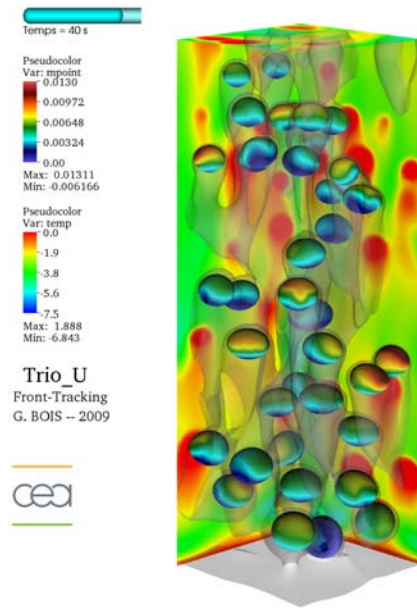 Temps = 40 s
Pseudocolor
Var: mpoint
0.0130
0.00972
0.00648
0.00324
0.00
Max: 0.01311
Min: -0.006166
Pseudocolor
Var: temp
0.0
-1.9
-3.8
-5.6
-7.5
Max: 1.888
Min: -6.843
Trio_U
Front-Tracking
G. BOIS -- 2009
cea